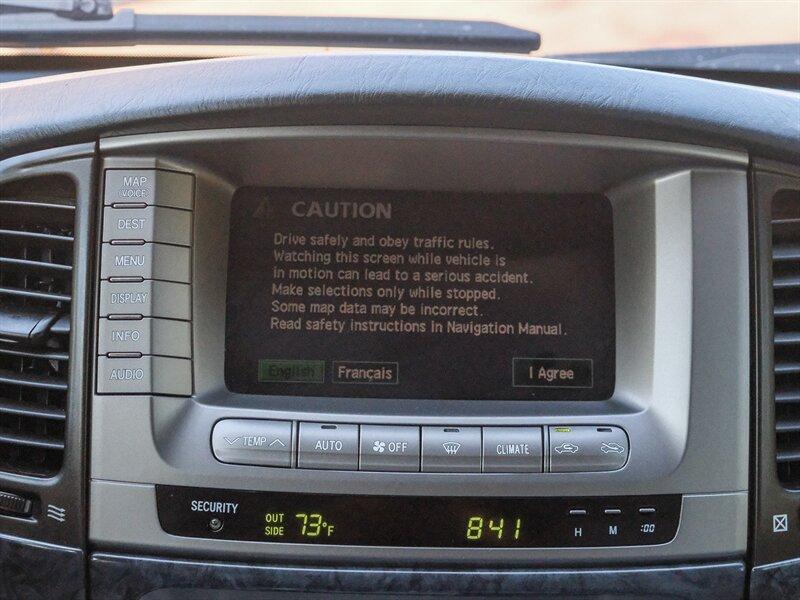 MAP
(VOICE)
DEST
MENU
DISPLAY
INFO
AUDIO
CAUTION
Drive safely and obey traffic rules.
Watching this screen while vehicle is
in motion can lead to a serious accident.
Make selections only while stopped.
Some map data may be incorrect.
Read safety instructions in Navigation Manual.
English Français I Agree
TEMP AUTO OFF CLIMATE
SECURITY
OUT SIDE 73°F 841
H M :00